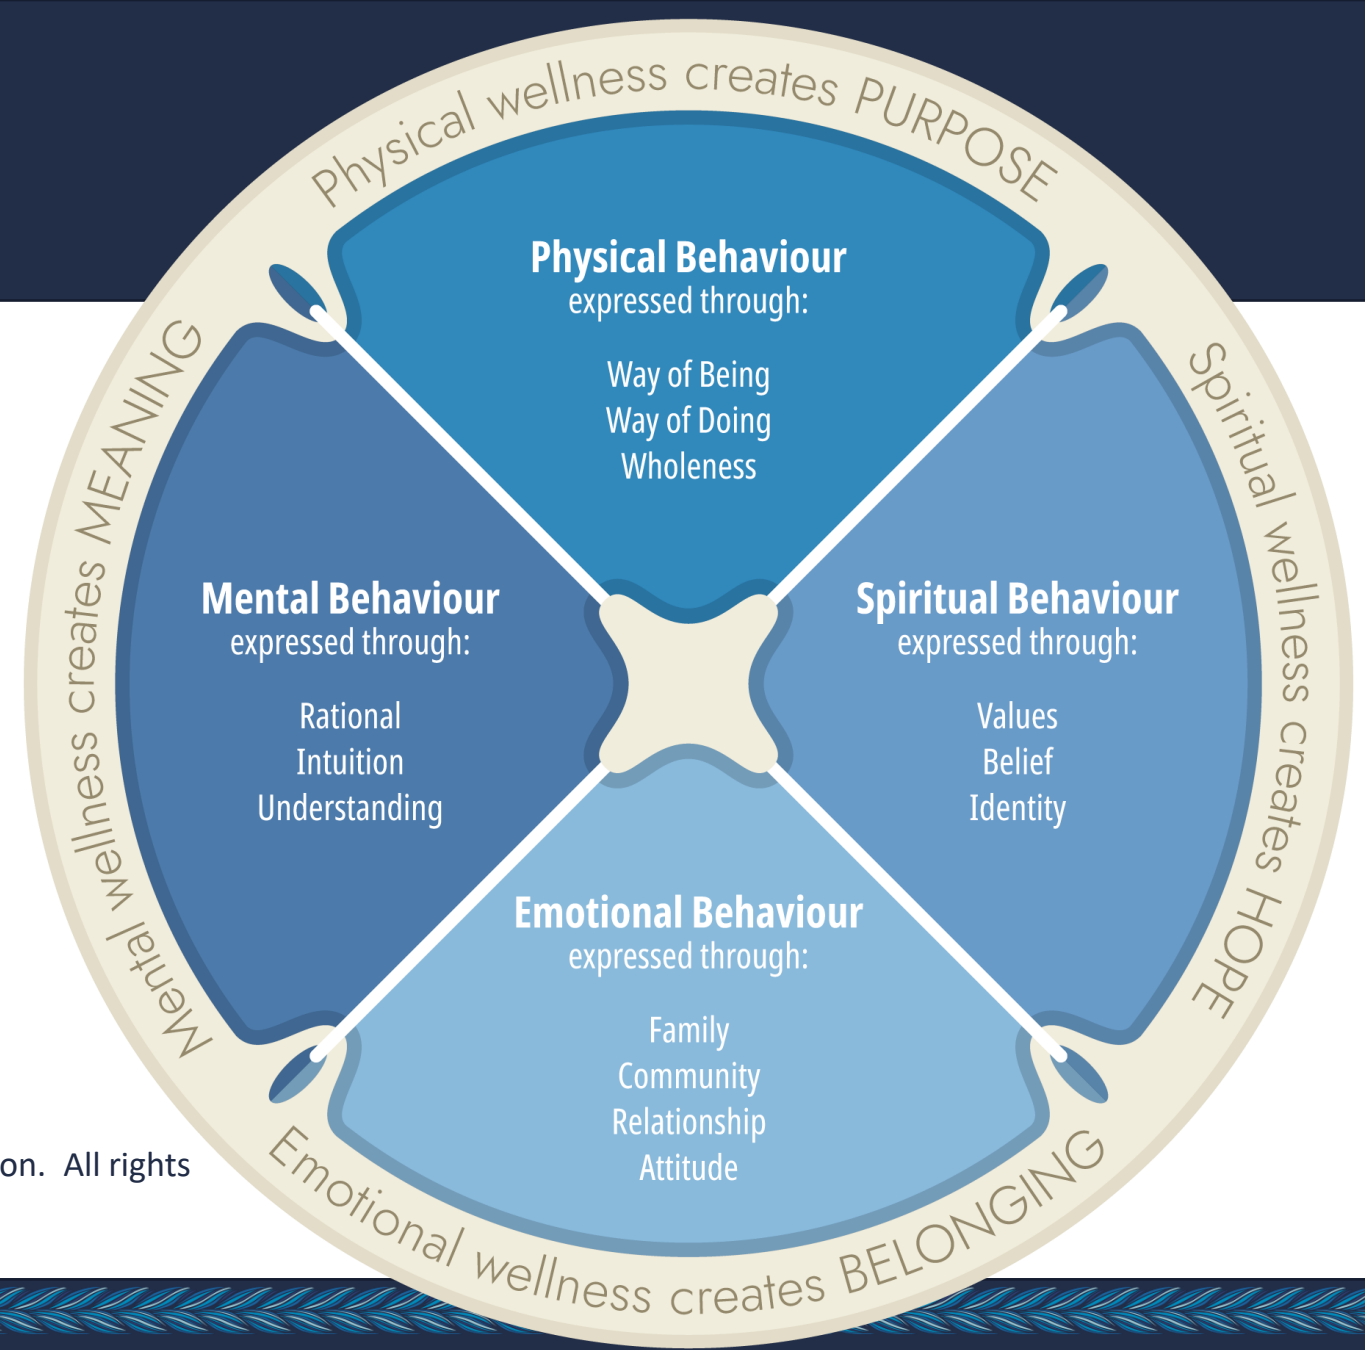 Physical wellness creates PURPOSE
Physical Behaviour
expressed through:
Way of Being
Way of Doing
Wholeness
Mental wellness creates MEANING
Mental Behaviour
expressed through:
Rational
Intuition
Understanding
Spiritual Behaviour
expressed through:
Values
Belief
Identity
Spiritual wellness creates HOPE
Emotional Behaviour
expressed through:
Family
Community
Relationship
Attitude
Emotional wellness creates BELONGING
on. All rights